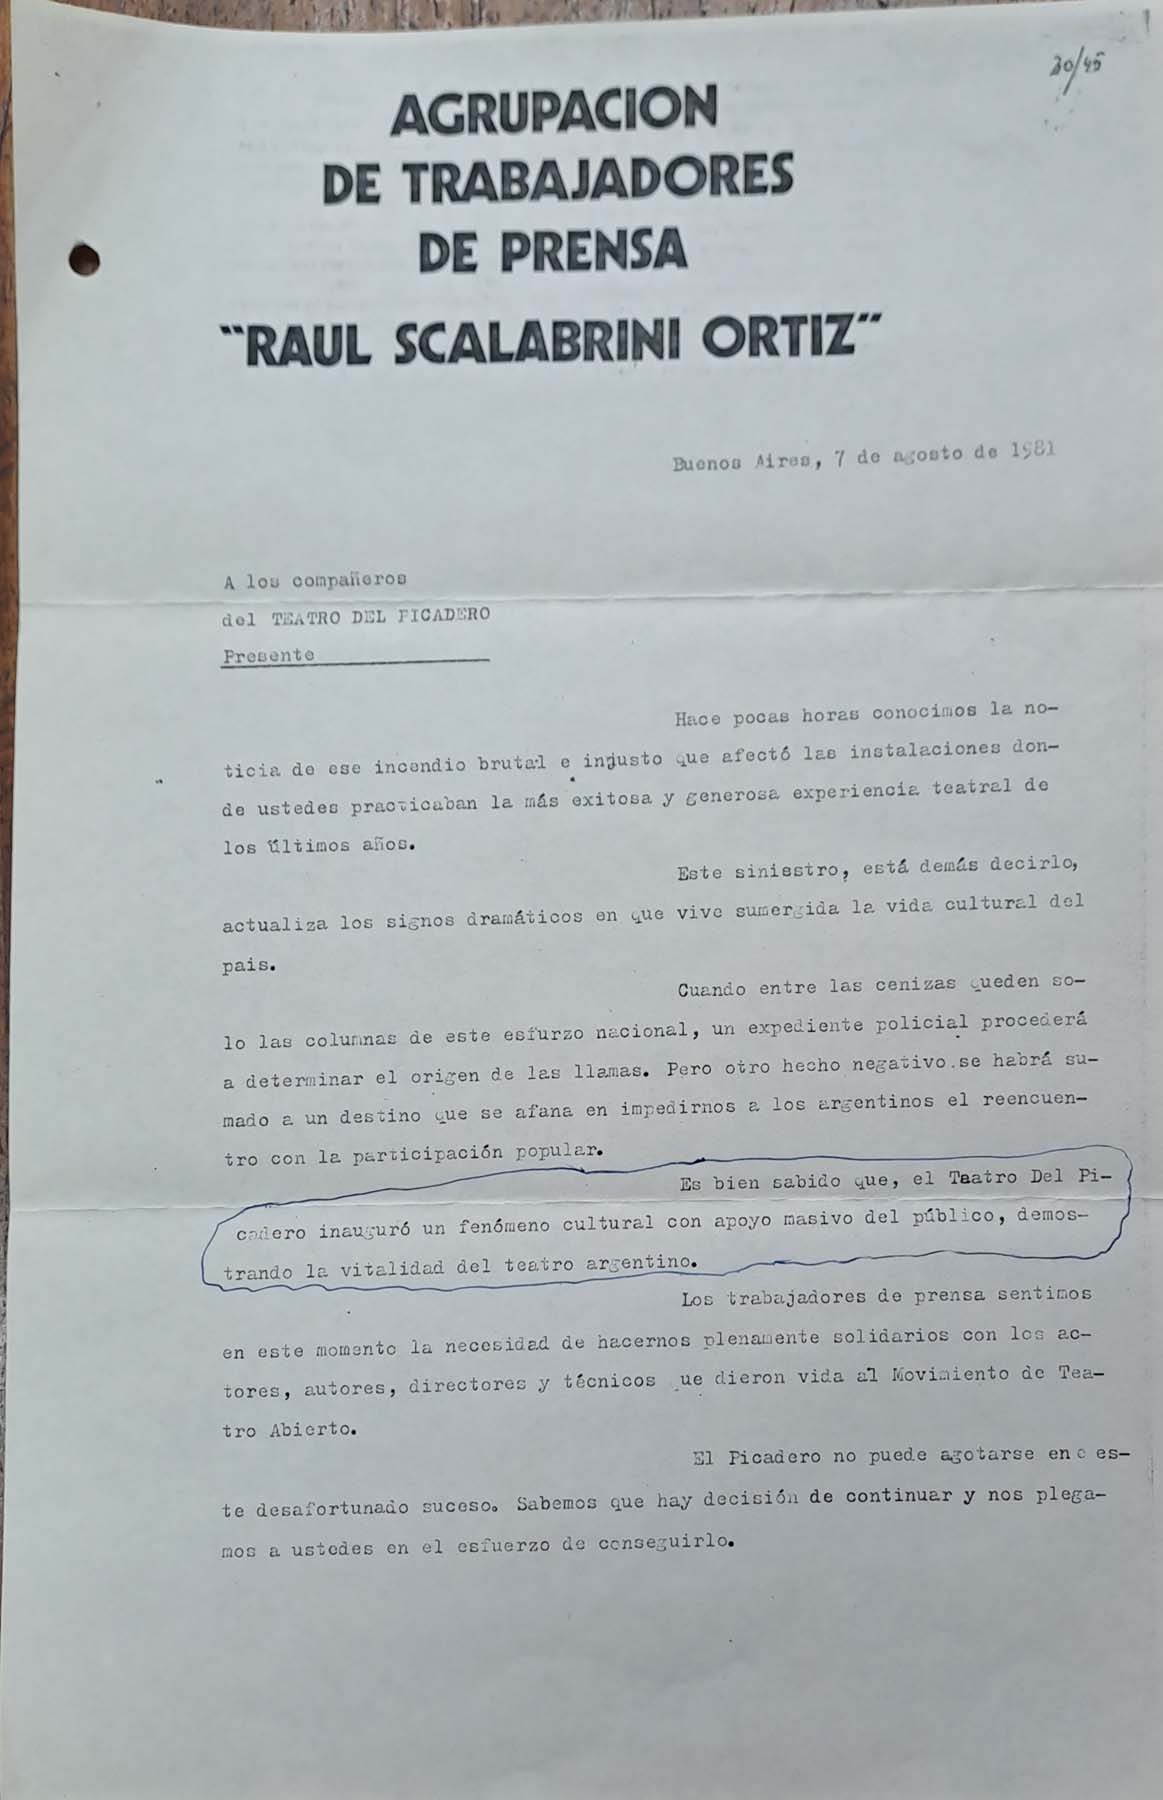 30/45
AGRUPACION
DE TRABAJADORES
DE PRENSA
"RAUL SCALABRINI ORTIZ"
Buenos Aires, 7 de agosto de 1981
A los compañeros
del TEATRO DEL PICADERO
Presente
Hace pocas horas conocimos la no-
ticia de ese incendio brutal e injusto que afectó las instalaciones don-
de ustedes practicaban la más exitosa y generosa experiencia teatral de
los últimos años.
Este siniestro, está demás decirlo,
actualiza los signos dramáticos en que vive sumergida la vida cultural del
pais.
Cuando entre las cenizas queden so-
lo las columnas de este esfurzo nacional, un expediente policial procederá
a determinar el origen de las llamas. Pero otro hecho negativo se habrá su-
mado a un destino que se afana en impedirnos a los argentinos el reencuen-
tro con la participación popular.
Es bien sabido que, el Teatro Del Pi-
cadero inauguró un fenómeno cultural con apoyo masivo del público, demos-
trando la vitalidad del teatro argentino.
Los trabajadores de prensa sentimos
en este momento la necesidad de hacernos plenamente solidarios con los ac-
tores, autores, directores y técnicos que dieron vida al Movimiento de Tea-
tro Abierto.
El Picadero no puede agotarse en e es-
te desafortunado suceso. Sabemos que hay decisión de continuar y nos plega-
mos a ustedes en el esfuerzo de conseguirlo.